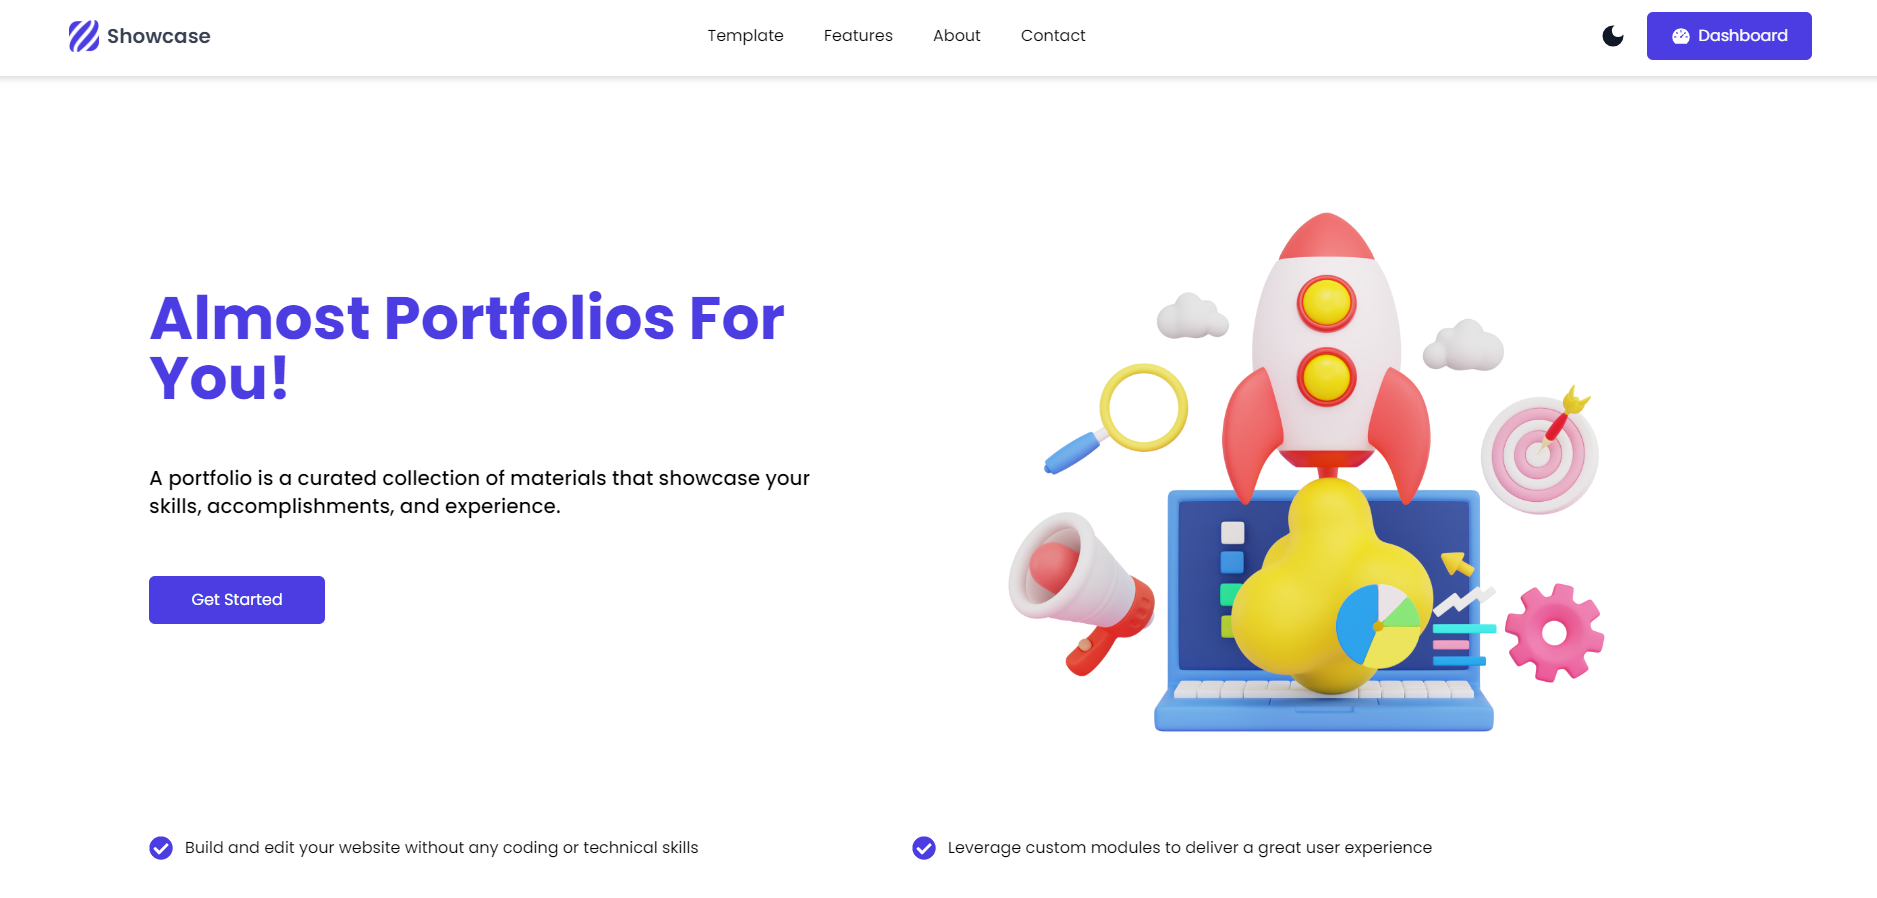 Showcase
Template
Features
About
Contact
Dashboard
Almost Portfolios For
You!
A portfolio is a curated collection of materials that showcase your
skills, accomplishments, and experience.
Get Started
Build and edit your website without any coding or technical skills
Leverage custom modules to deliver a great user experience